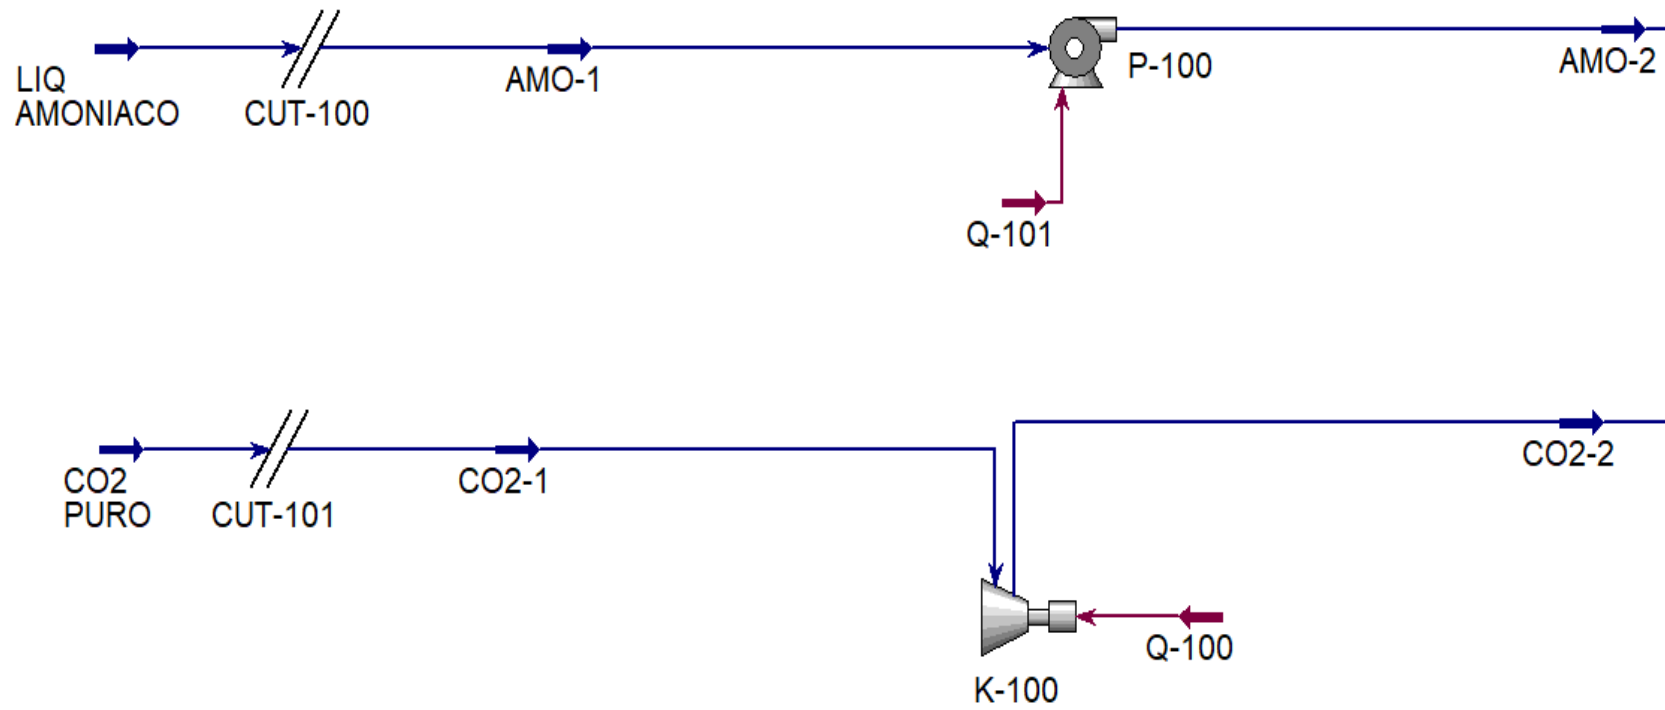 LIQ
AMONIACO
CUT-100
AMO-1
P-100
AMO-2
Q-101
CO2
PURO
CUT-101
CO2-1
CO2-2
Q-100
K-100